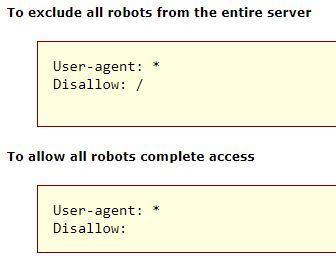 To exclude all robots from the entire server
User-agent: *
Disallow: /
To allow all robots complete access
User-agent: *
Disallow: